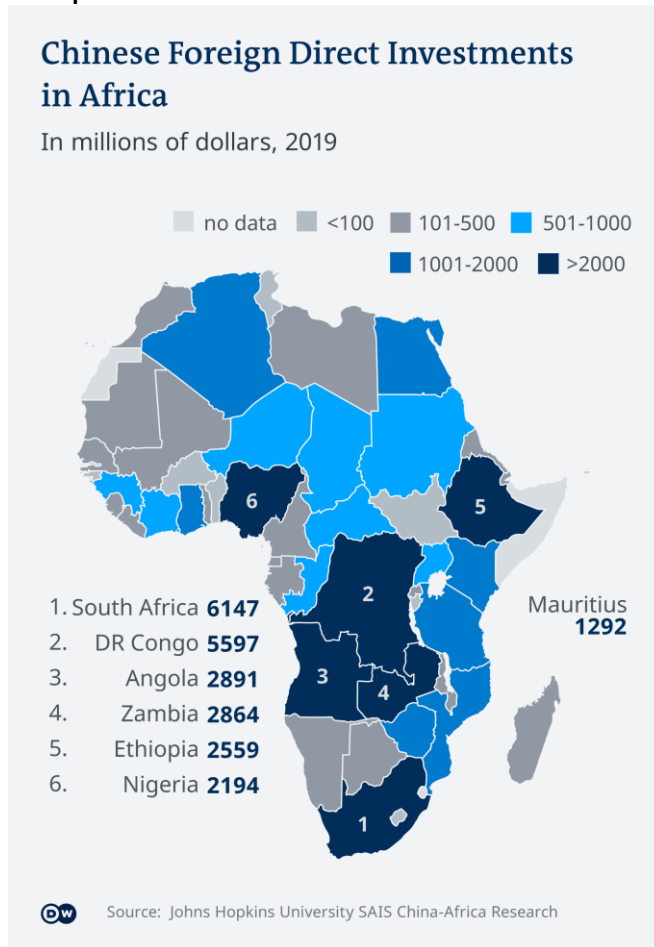 Chinese Foreign Direct Investments
in Africa
In millions of dollars, 2019
no data <100 101-500 501-1000
1001-2000 >2000
6
5
2
3
4
1
1. South Africa 6147
2. DR Congo 5597
3. Angola 2891
4. Zambia 2864
5. Ethiopia 2559
6. Nigeria 2194
Mauritius
1292
DW Source: Johns Hopkins University SAIS China-Africa Research